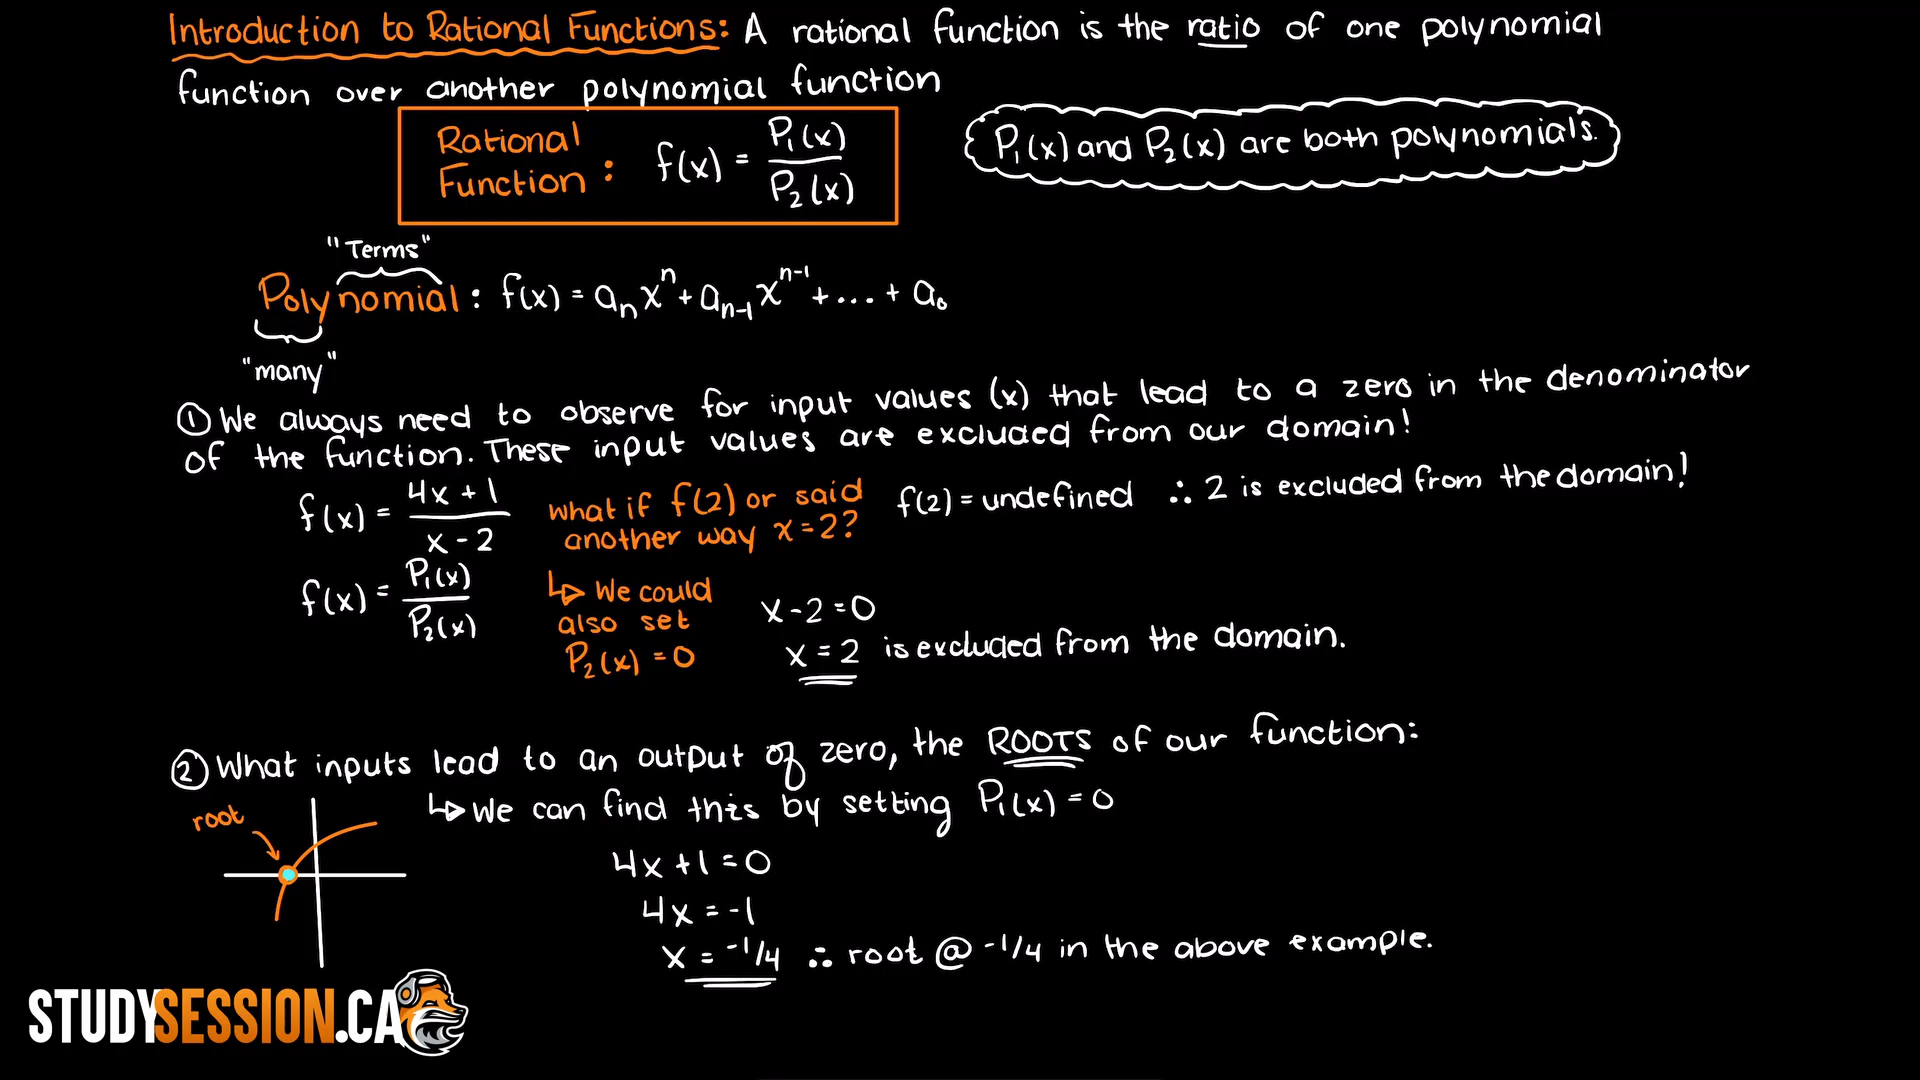 Introduction to Rational Functions: A rational function is the ratio of one polynomial
function over another polynomial function
Rational Function: f(x) = P₁(x) / P₂(x)
P₁(x) and P₂(x) are both polynomials.
"Terms"
Polynomial: f(x) = aₙxⁿ + aₙ₋₁xⁿ⁻¹ + ... + a₀
"many"
① We always need to observe for input values (x) that lead to a zero in the denominator
of the function. These input values are excluded from our domain!
f(x) = 4x + 1 / x - 2
what if f(2) or said
another way x = 2?
f(2) = undefined ∴ 2 is excluded from the domain!
f(x) = P₁(x) / P₂(x)
↳ We could
also set
P₂(x) = 0
x - 2 = 0
x = 2 is excluded from the domain.
② What inputs lead to an output of zero, the ROOTS of our function:
↳ We can find this by setting P₁(x) = 0
root
4x + 1 = 0
4x = -1
x = -1/4 ∴ root @ -1/4 in the above example.
STUDYSESSION.CA